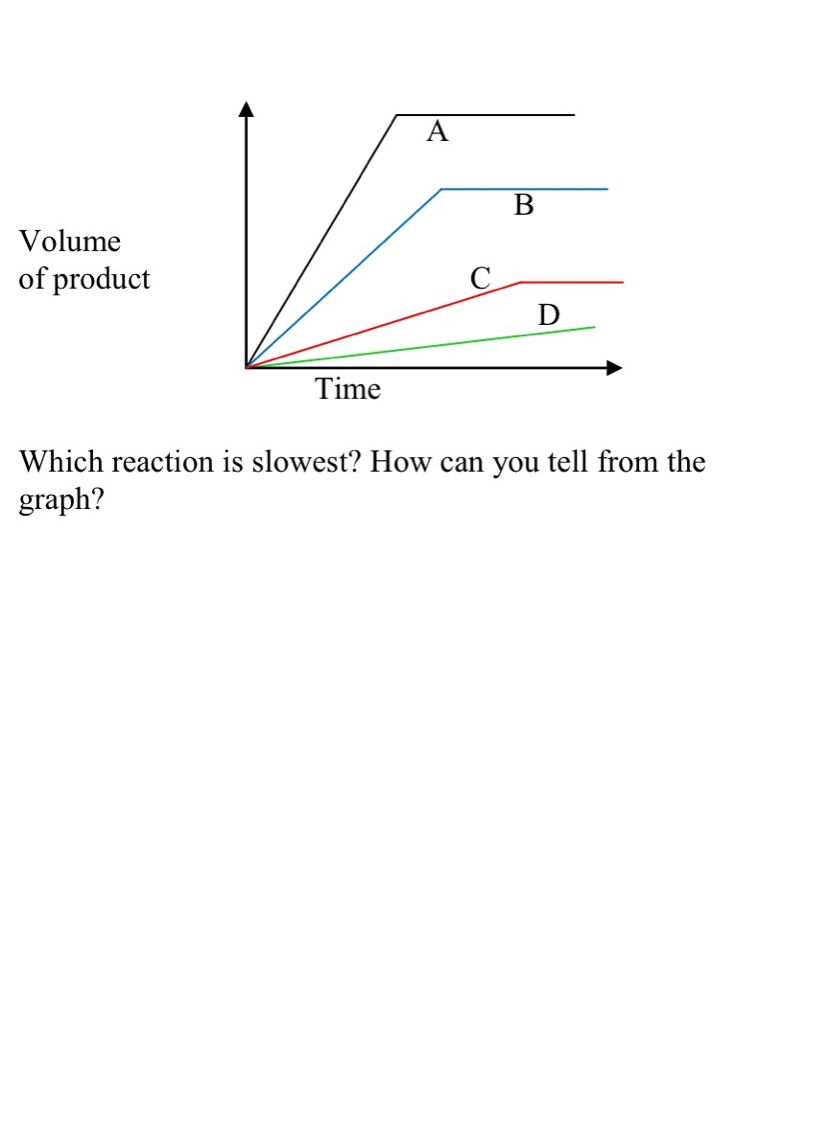 A
B
Volume
of product
C
D
Time
Which reaction is slowest? How can you tell from the
graph?